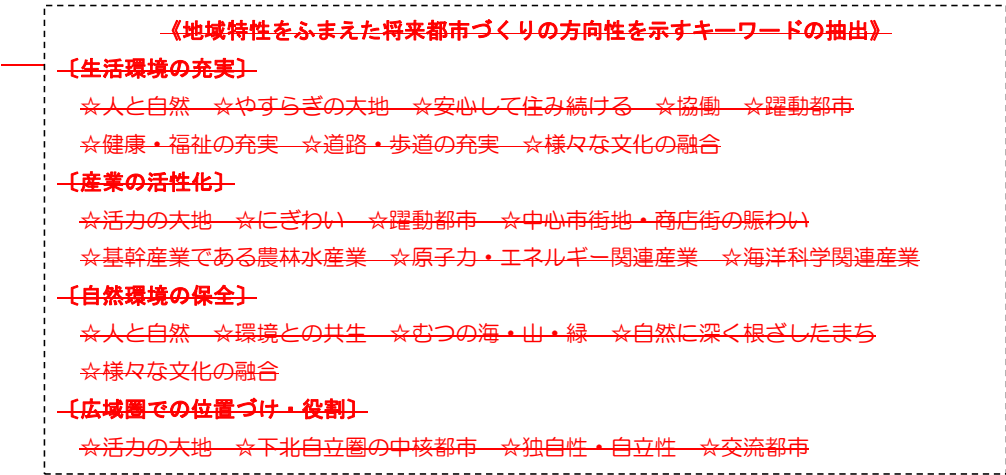 《地域特性をふまえた将来都市づくりの方向性を示すキーワードの抽出》
〔生活環境の充実〕
☆人と自然　☆やすらぎの大地　☆安心して住み続ける　☆協働　☆躍動都市
☆健康・福祉の充実　☆道路・歩道の充実　☆様々な文化の融合
〔産業の活性化〕
☆活力の大地　☆にぎわい　☆躍動都市　☆中心市街地・商店街の賑わい
☆基幹産業である農林水産業　☆原子力・エネルギー関連産業　☆海洋科学関連産業
〔自然環境の保全〕
☆人と自然　☆環境との共生　☆むつの海・山・緑　☆自然に深く根ざしたまち
☆様々な文化の融合
〔広域圏での位置づけ・役割〕
☆活力の大地　☆下北自立圏の中核都市　☆独自性・自立性　☆交流都市